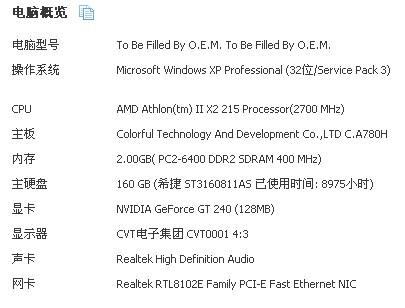 电脑概览
电脑型号 To Be Filled By O.E.M. To Be Filled By O.E.M.
操作系统 Microsoft Windows XP Professional (32位/Service Pack 3)
CPU AMD Athlon(tm) II X2 215 Processor(2700 MHz)
主板 Colorful Technology And Development Co.,LTD C.A780H
内存 2.00GB( PC2-6400 DDR2 SDRAM 400 MHz)
主硬盘 160 GB (希捷 ST3160811AS 已使用时间: 8975小时)
显卡 NVIDIA GeForce GT 240 (128MB)
显示器 CVT电子集团 CVT0001 4:3
声卡 Realtek High Definition Audio
网卡 Realtek RTL8102E Family PCI-E Fast Ethernet NIC